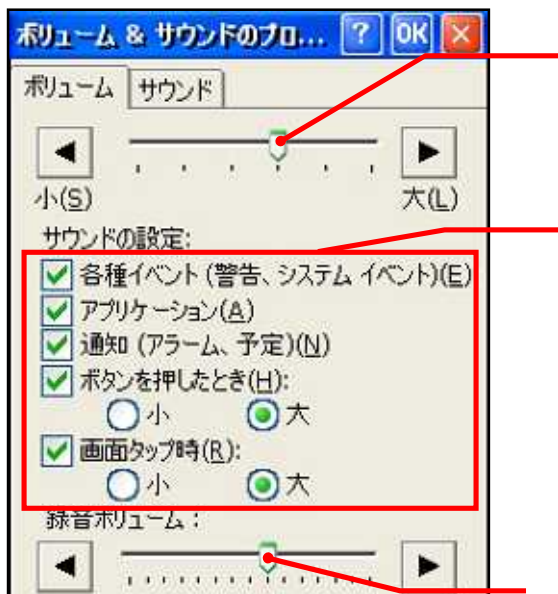 ボリューム & サウンドのプロ... ? OK ×
ボリューム サウンド
小(S) 大(L)
サウンドの設定:
各種イベント (警告、システム イベント)(E)
アプリケーション(A)
通知 (アラーム、予定)(N)
ボタンを押したとき(H):
小 大
画面タップ時(R):
小 大
録音ボリューム: